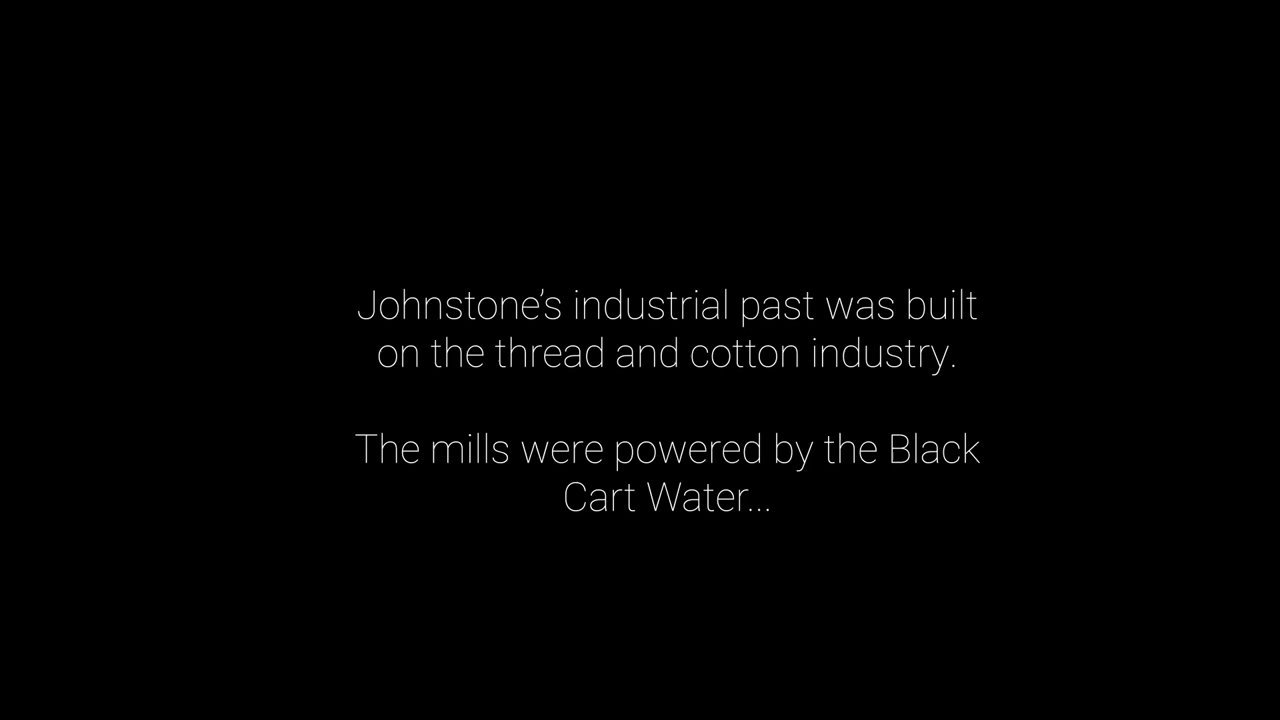 Johnstone’s industrial past was built
on the thread and cotton industry.
The mills were powered by the Black
Cart Water...